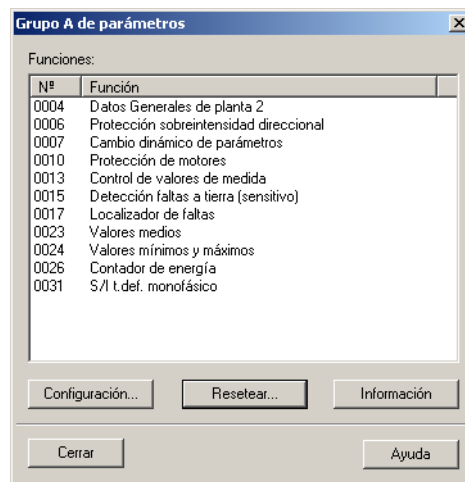 Grupo A de parámetros
Funciones:
Nº Función
0004 Datos Generales de planta 2
0006 Protección sobreintensidad direccional
0007 Cambio dinámico de parámetros
0010 Protección de motores
0013 Control de valores de medida
0015 Detección faltas a tierra (sensitivo)
0017 Localizador de faltas
0023 Valores medios
0024 Valores mínimos y máximos
0026 Contador de energía
0031 S/I t.def. monofásico
Configuración... Resetear... Información
Cerrar Ayuda